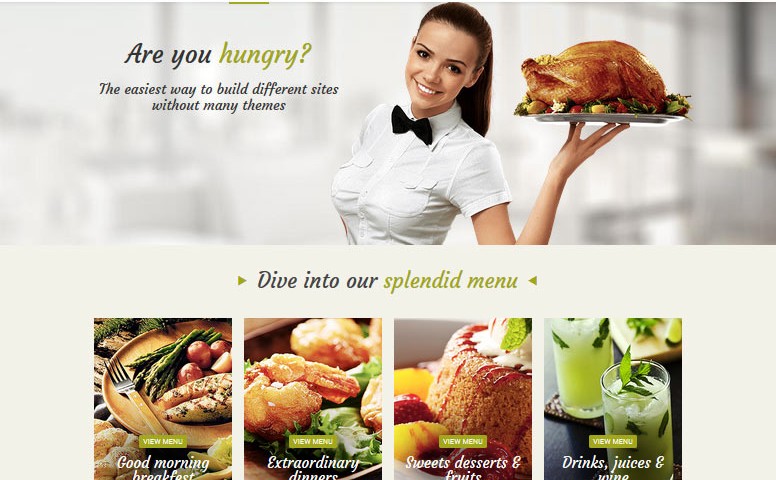 Are you hungry?
The easiest way to build different sites
without many themes
Dive into our splendid menu
VIEW MENU
Good morning
breakfast
VIEW MENU
Extraordinary
dinners
VIEW MENU
Sweets desserts &
fruits
VIEW MENU
Drinks, juices &
wine